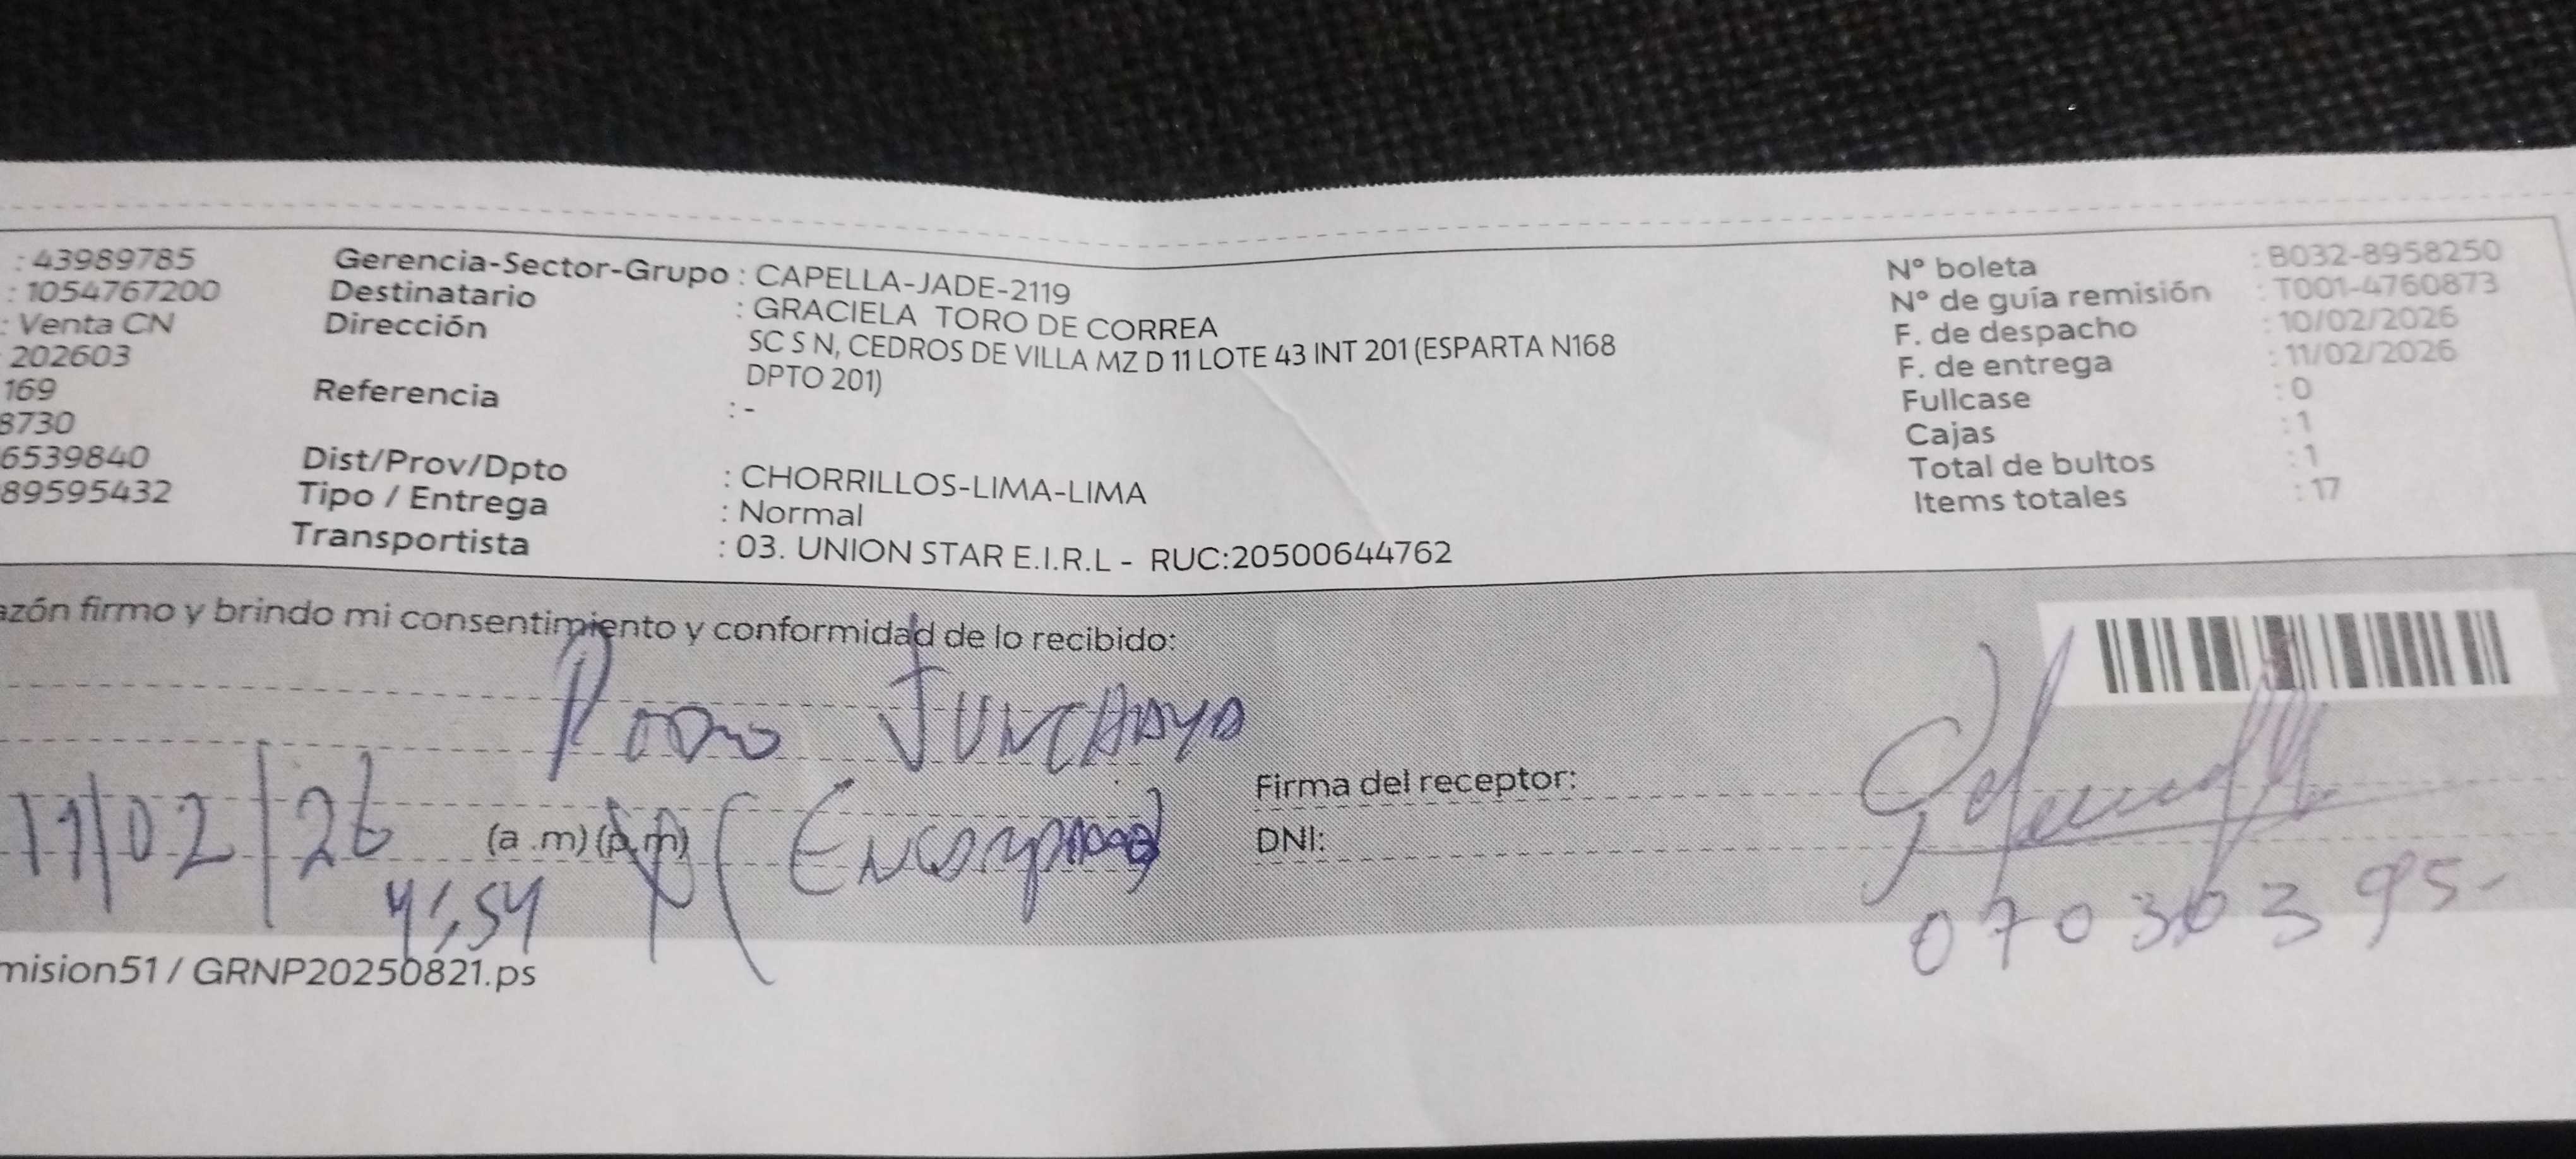 : 43989785
: 1054767200
: Venta CN
202603
169
8730
6539840
89595432
Gerencia-Sector-Grupo : CAPELLA-JADE-2119
Destinatario : GRACIELA TORO DE CORREA
Dirección SC S N, CEDROS DE VILLA MZ D 11 LOTE 43 INT 201 (ESPARTA N168
DPTO 201)
Referencia : -
Dist/Prov/Dpto : CHORRILLOS-LIMA-LIMA
Tipo / Entrega : Normal
Transportista : 03. UNION STAR E.I.R.L - RUC:20500644762
N° boleta : B032-8958250
N° de guía remisión : T001-4760873
F. de despacho : 10/02/2026
F. de entrega : 11/02/2026
Fullcase : 0
Cajas : 1
Total de bultos : 1
Items totales : 17
azón firmo y brindo mi consentimiento y conformidad de lo recibido:
11/02/26 (a .m) (p.m)
Firma del receptor:
DNI:
mision51 / GRNP20250821.ps